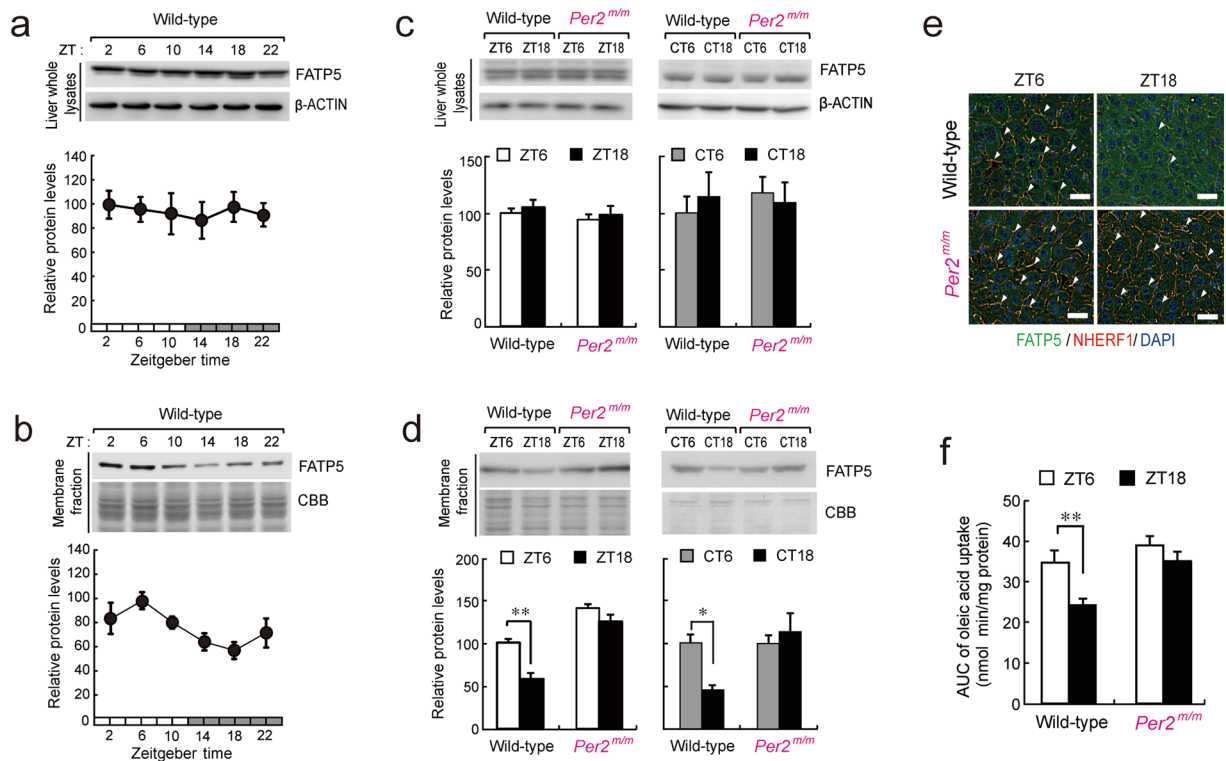 a
Wild-type
ZT : 2 6 10 14 18 22
Liver whole lysates
FATP5
β-ACTIN
Relative protein levels
140
120
100
80
60
40
20
0
2 6 10 14 18 22
Zeitgeber time
b
Wild-type
ZT : 2 6 10 14 18 22
Membrane fraction
FATP5
CBB
Relative protein levels
140
120
100
80
60
40
20
0
2 6 10 14 18 22
Zeitgeber time
c
Wild-type Per2 m/m Wild-type Per2 m/m
ZT6 ZT18 ZT6 ZT18 CT6 CT18 CT6 CT18
Liver whole lysates
FATP5
β-ACTIN
ZT6 ZT18 CT6 CT18
Relative protein levels
150
100
50
0
Wild-type Per2 m/m Wild-type Per2 m/m
d
Wild-type Per2 m/m Wild-type Per2 m/m
ZT6 ZT18 ZT6 ZT18 CT6 CT18 CT6 CT18
Membrane fraction
FATP5
CBB
ZT6 ZT18 CT6 CT18
Relative protein levels
200
150
100
50
0
** *
Wild-type Per2 m/m Wild-type Per2 m/m
e
ZT6 ZT18
Wild-type
Per2 m/m
FATP5 / NHERF1/ DAPI
f
ZT6 ZT18
AUC of oleic acid uptake
(nmol min/mg protein)
50
40
30
20
10
0
**
Wild-type Per2 m/m